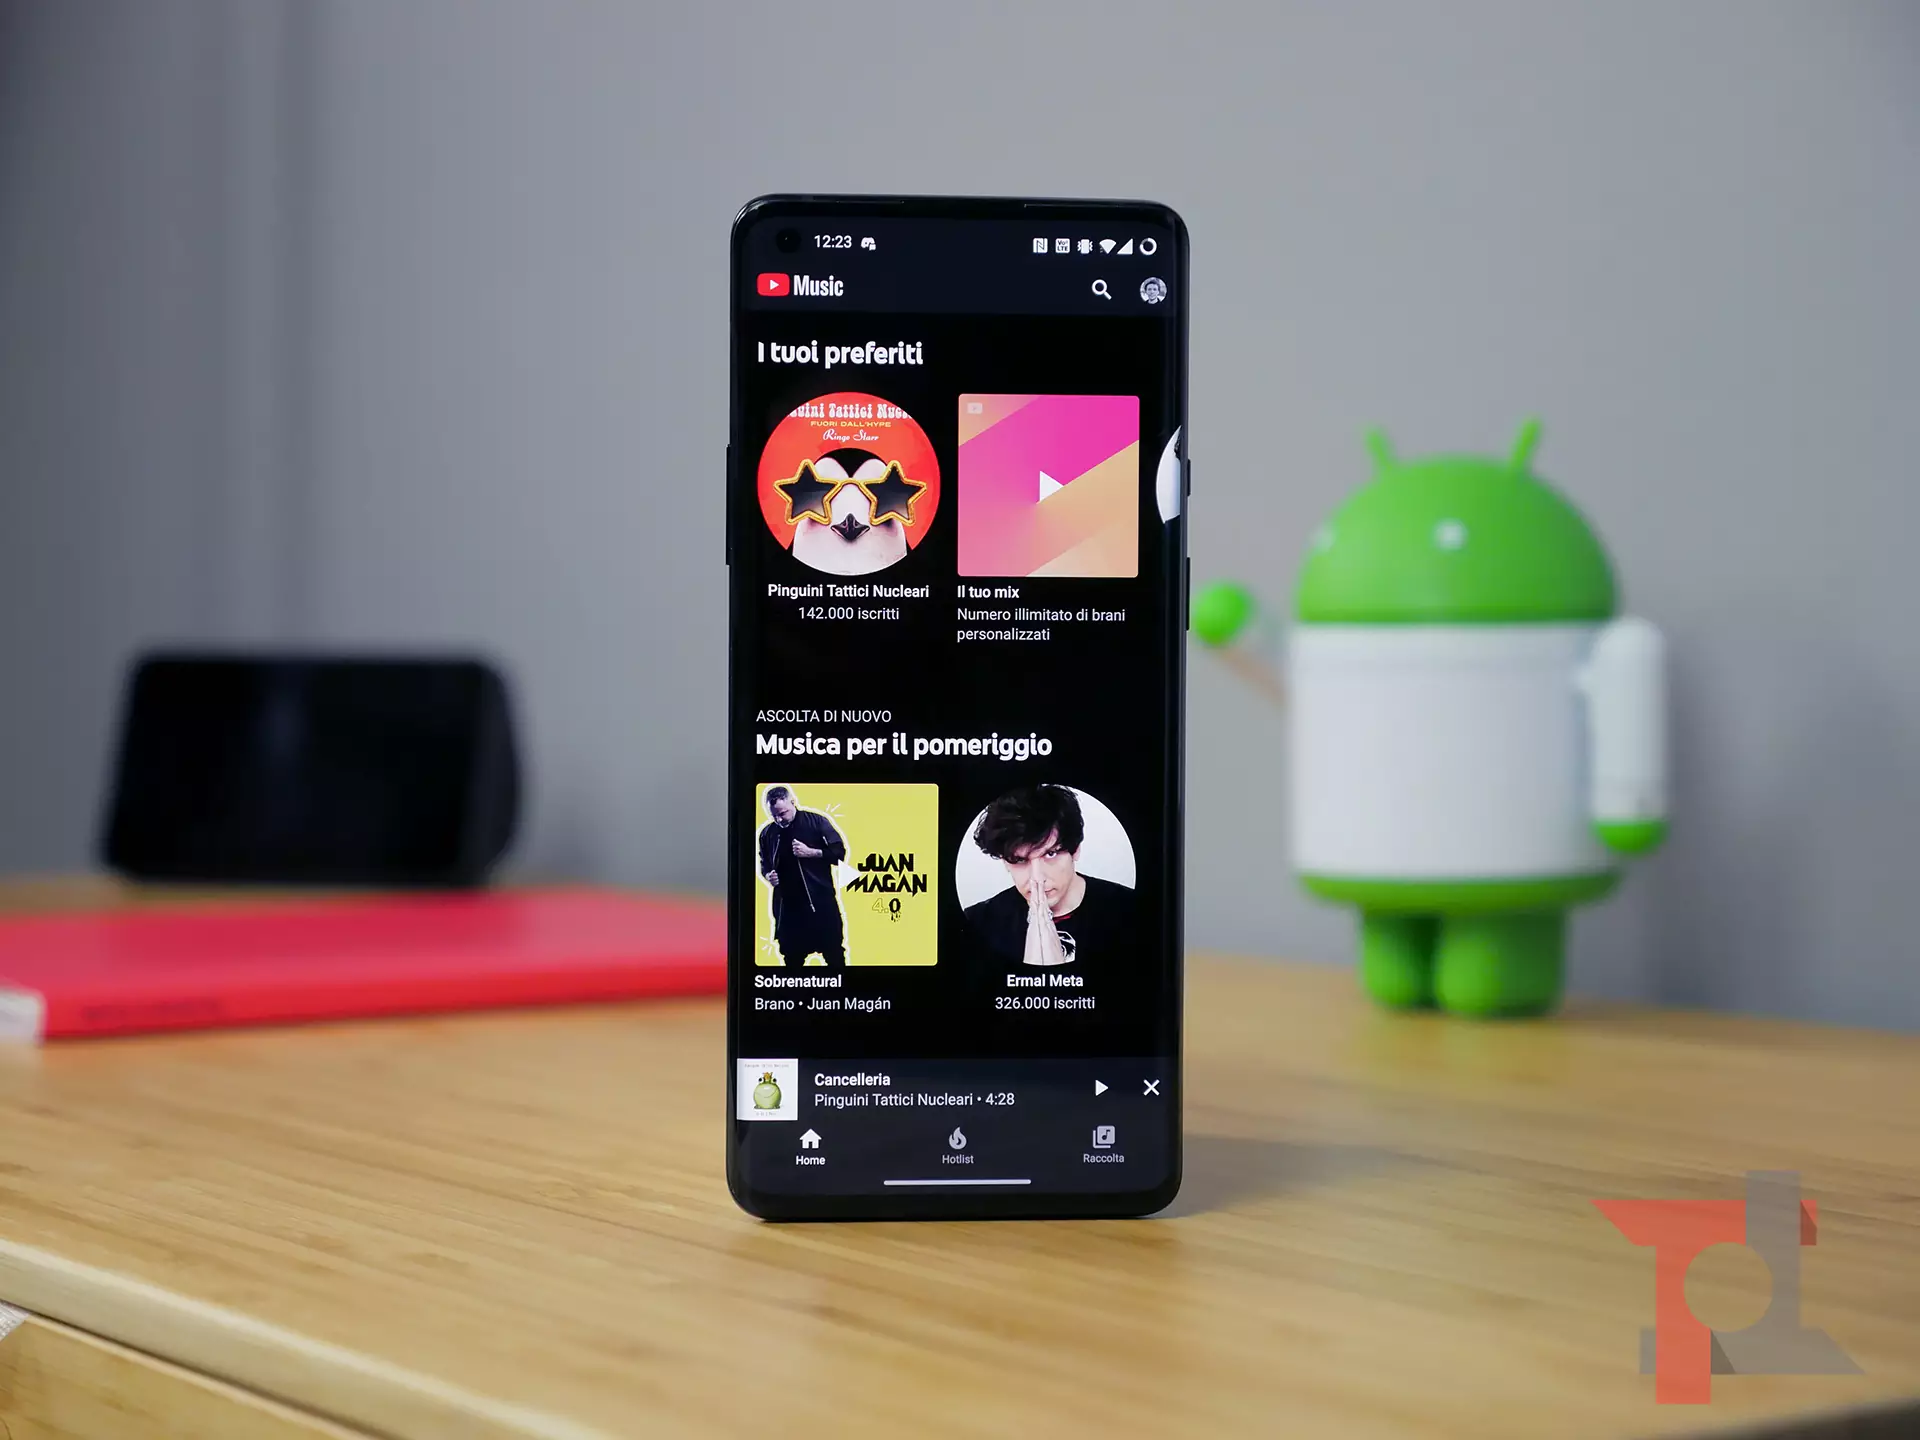 12:23
Music
I tuoi preferiti
uini Tattici Nuc
FUORI DALL'HYPE
Ringo Starr
Pinguini Tattici Nucleari
142.000 iscritti
Il tuo mix
Numero illimitato di brani
personalizzati
ASCOLTA DI NUOVO
Musica per il pomeriggio
JUAN
MAGAN
4.0
Sobrenatural
Brano • Juan Magán
Ermal Meta
326.000 iscritti
Cancelleria
Pinguini Tattici Nucleari • 4:28
Home
Hotlist
Raccolta